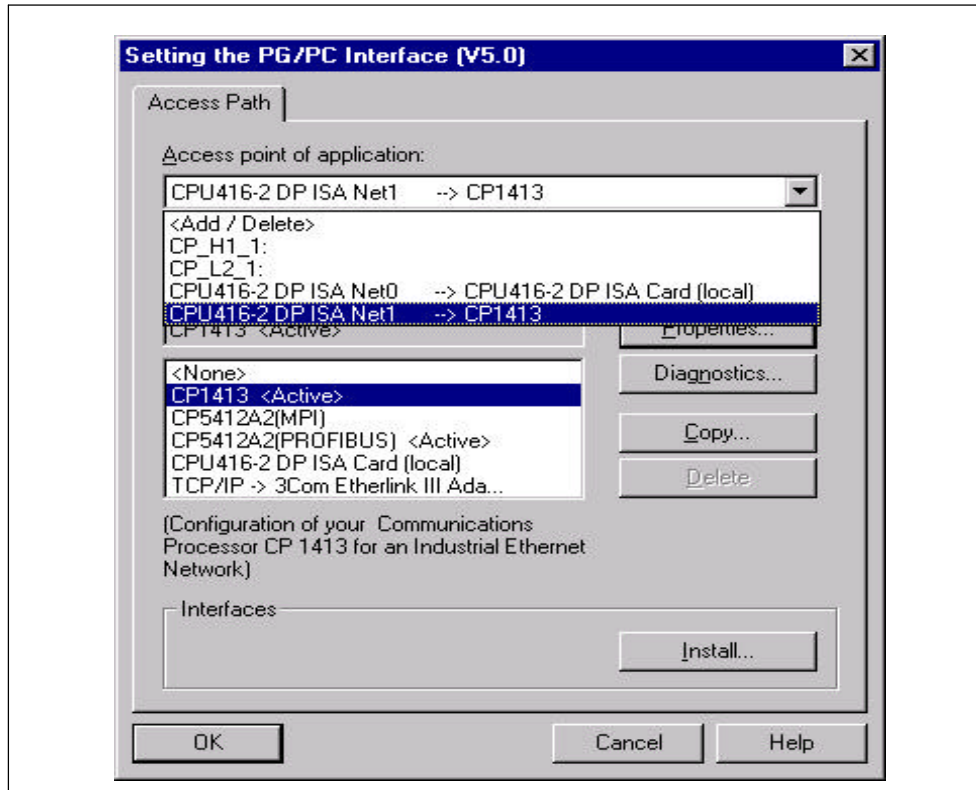 Setting the PG/PC Interface (V5.0)
Access Path
Access point of application:
CPU416-2 DP ISA Net1 --> CP1413
<Add / Delete>
CP_H1_1:
CP_L2_1:
CPU416-2 DP ISA Net0 --> CPU416-2 DP ISA Card (local)
CPU416-2 DP ISA Net1 --> CP1413
CP1413 <Active>
Properties...
<None>
CP1413 <Active>
CP5412A2(MPI)
CP5412A2(PROFIBUS) <Active>
CPU416-2 DP ISA Card (local)
TCP/IP -> 3Com Etherlink III Ada...
Diagnostics...
Copy...
Delete
(Configuration of your Communications
Processor CP 1413 for an Industrial Ethernet
Network)
Interfaces
Install...
OK
Cancel
Help